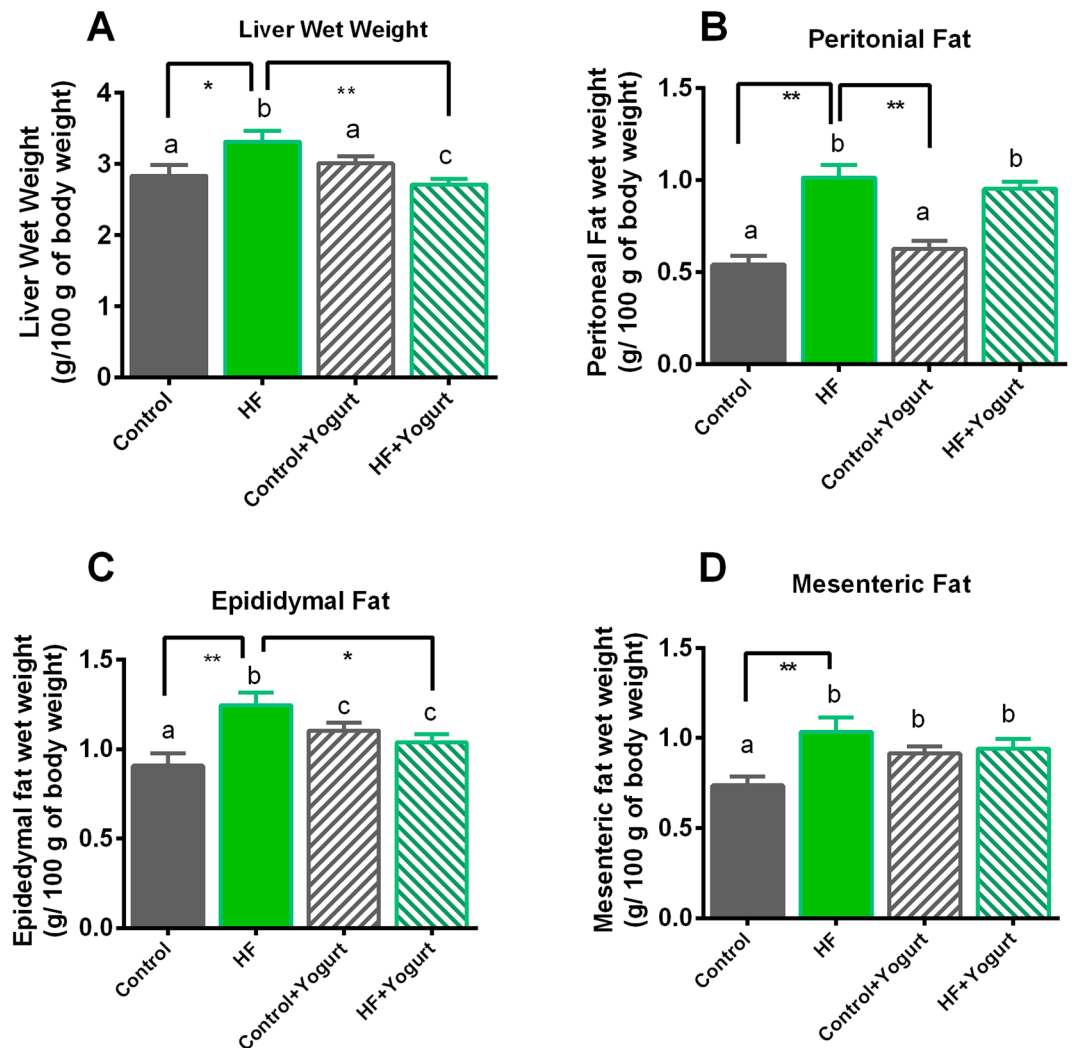 A
Liver Wet Weight
Liver Wet Weight
(g/100 g of body weight)
4
3
2
1
0
*
**
a
b
a
c
Control
HF
Control+Yogurt
HF+Yogurt
B
Peritonial Fat
Peritoneal Fat wet weight
(g/ 100 g of body weight)
1.5
1.0
0.5
0.0
**
**
a
b
a
b
Control
HF
Control+Yogurt
HF+Yogurt
C
Epididymal Fat
Epidedymal fat wet weight
(g/ 100 g of body weight)
1.5
1.0
0.5
0.0
**
*
a
b
c
c
Control
HF
Control+Yogurt
HF+Yogurt
D
Mesenteric Fat
Mesenteric fat wet weight
(g/ 100 g of body weight)
1.5
1.0
0.5
0.0
**
a
b
b
b
Control
HF
Control+Yogurt
HF+Yogurt